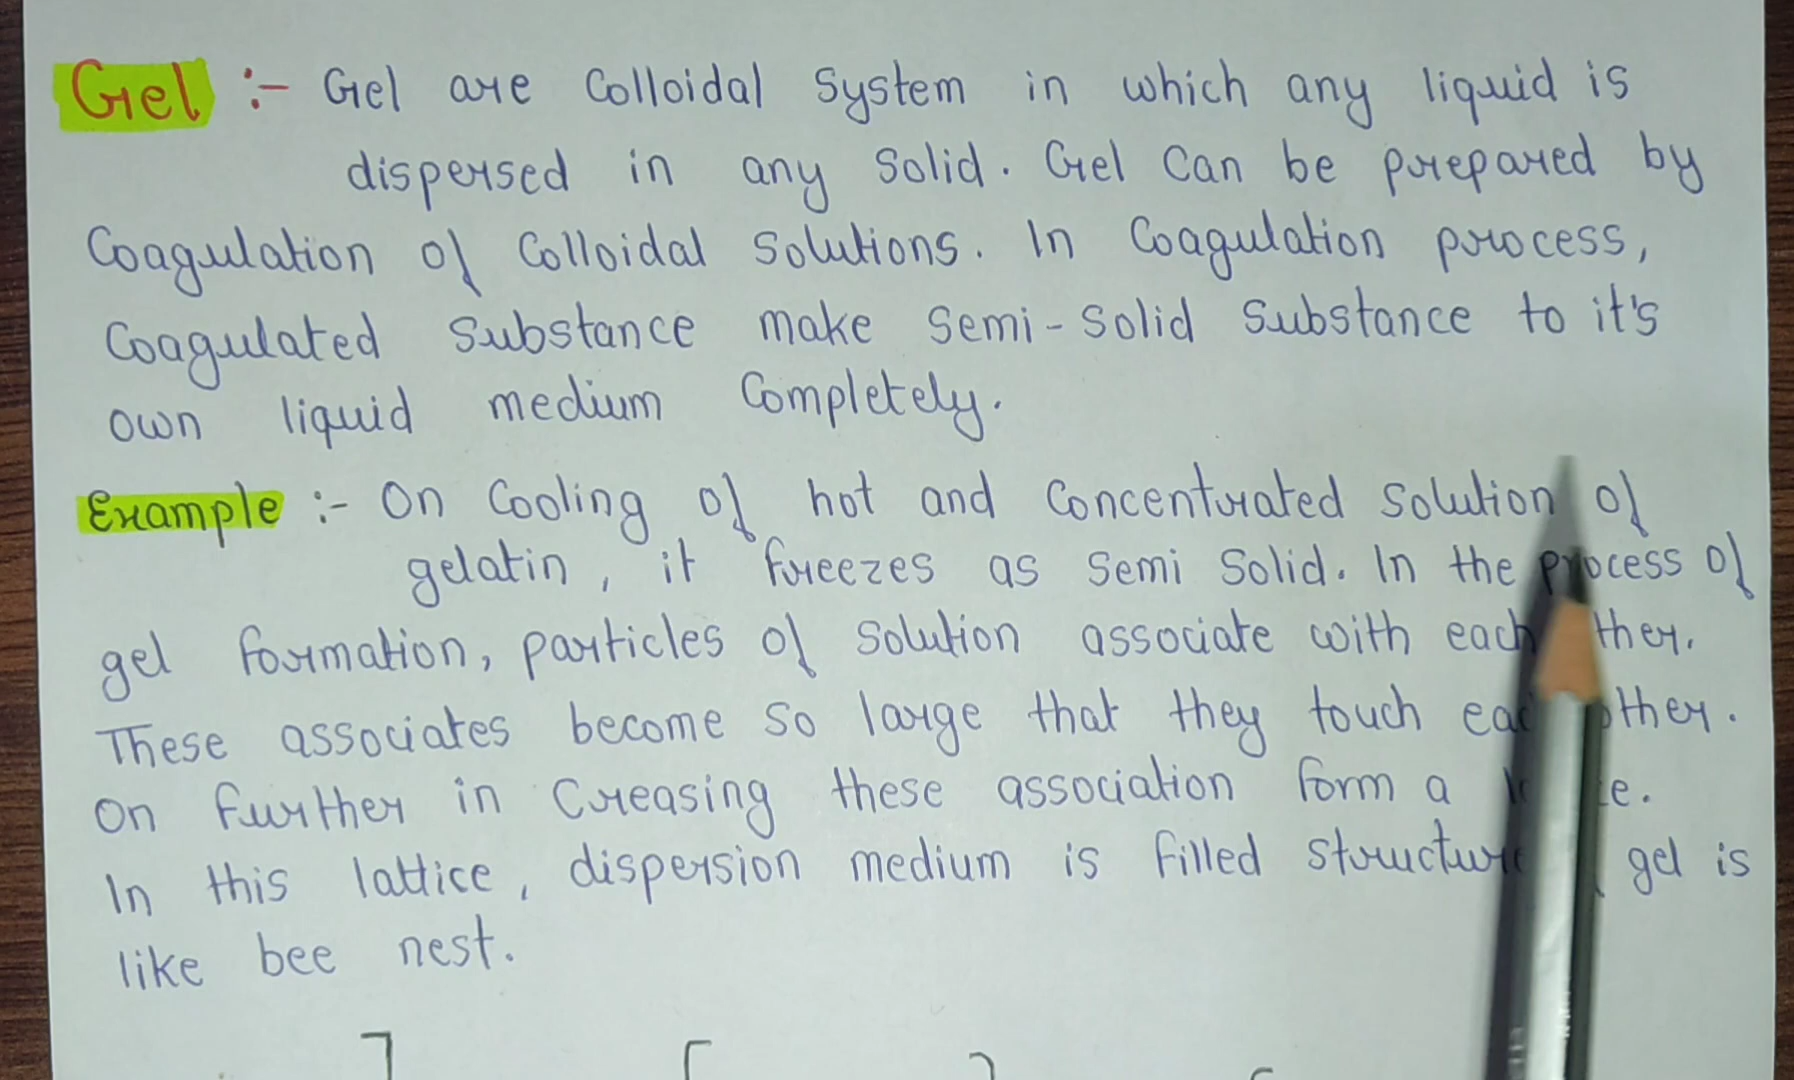 Gel :- Gel are Colloidal System in which any liquid is
dispersed in any Solid. Gel Can be prepared by
Coagulation of Colloidal Solutions. In Coagulation process,
Coagulated Substance make Semi-Solid Substance to it's
own liquid medium Completely.
Example :- On Cooling of hot and Concentrated Solution of
gelatin, it freezes as Semi Solid. In the process of
gel formation, particles of Solution associate with each
These associates become So large that they touch
On further in Creasing these association form a
In this lattice, dispersion medium is filled gel is
like bee nest.